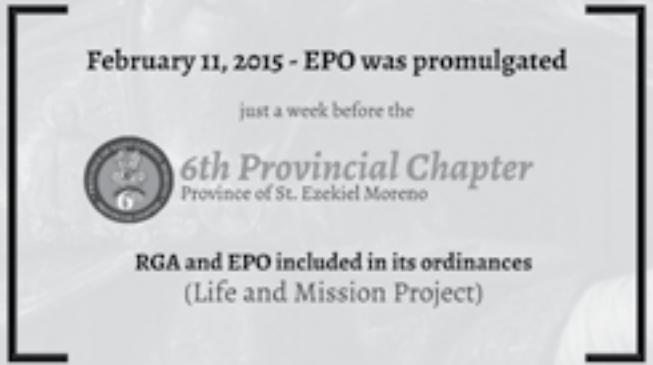 February 11, 2015 - EPO was promulgated
just a week before the
6th Provincial Chapter
Province of St. Ezekiel Moreno
6
RGA and EPO included in its ordinances
(Life and Mission Project)